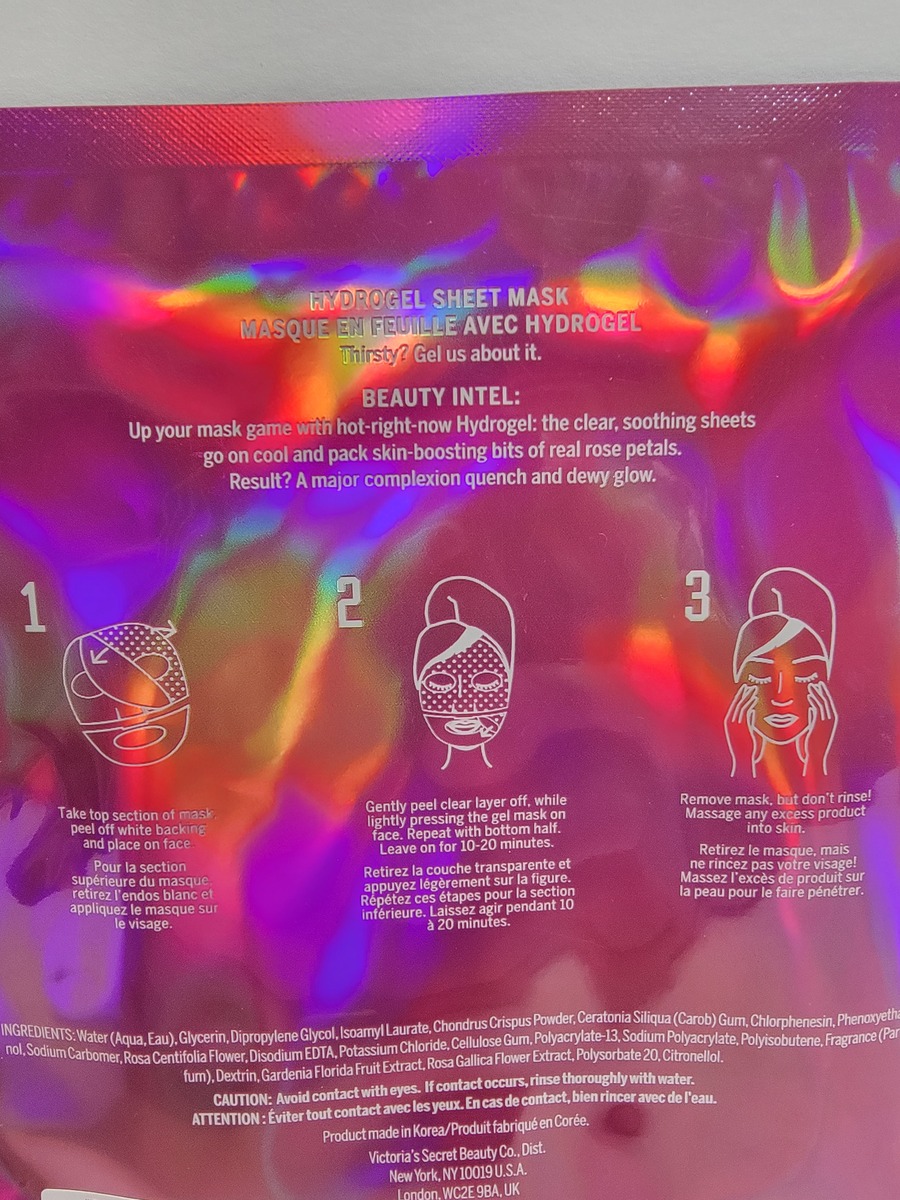 HYDROGEL SHEET MASK
MASQUE EN FEUILLE AVEC HYDROGEL
Thirsty? Gel us about it.
BEAUTY INTEL:
Up your mask game with hot-right-now Hydrogel: the clear, soothing sheets
go on cool and pack skin-boosting bits of real rose petals.
Result? A major complexion quench and dewy glow.
1
Take top section of mask,
peel off white backing
and place on face.
Pour la section
supérieure du masque,
retirez l'endos blanc et
appliquez le masque sur
le visage.
2
Gently peel clear layer off, while
lightly pressing the gel mask on
face. Repeat with bottom half.
Leave on for 10-20 minutes.
Retirez la couche transparente et
appuyez légèrement sur la figure.
Répétez ces étapes pour la section
inférieure. Laissez agir pendant 10
à 20 minutes.
3
Remove mask, but don't rinse!
Massage any excess product
into skin.
Retirez le masque, mais
ne rincez pas votre visage!
Massez l'excès de produit sur
la peau pour le faire pénétrer.
INGREDIENTS: Water (Aqua, Eau), Glycerin, Dipropylene Glycol, Isoamyl Laurate, Chondrus Crispus Powder, Ceratonia Siliqua (Carob) Gum, Chlorphenesin, Phenoxyetha
nol, Sodium Carbomer, Rosa Centifolia Flower, Disodium EDTA, Potassium Chloride, Cellulose Gum, Polyacrylate-13, Sodium Polyacrylate, Polyisobutene, Fragrance (Par
fum), Dextrin, Gardenia Florida Fruit Extract, Rosa Gallica Flower Extract, Polysorbate 20, Citronellol.
CAUTION: Avoid contact with eyes. If contact occurs, rinse thoroughly with water.
ATTENTION : Éviter tout contact avec les yeux. En cas de contact, bien rincer avec de l'eau.
Product made in Korea/Produit fabriqué en Corée.
Victoria's Secret Beauty Co., Dist.
New York, NY 10019 U.S.A.
London, WC2E 9BA, UK